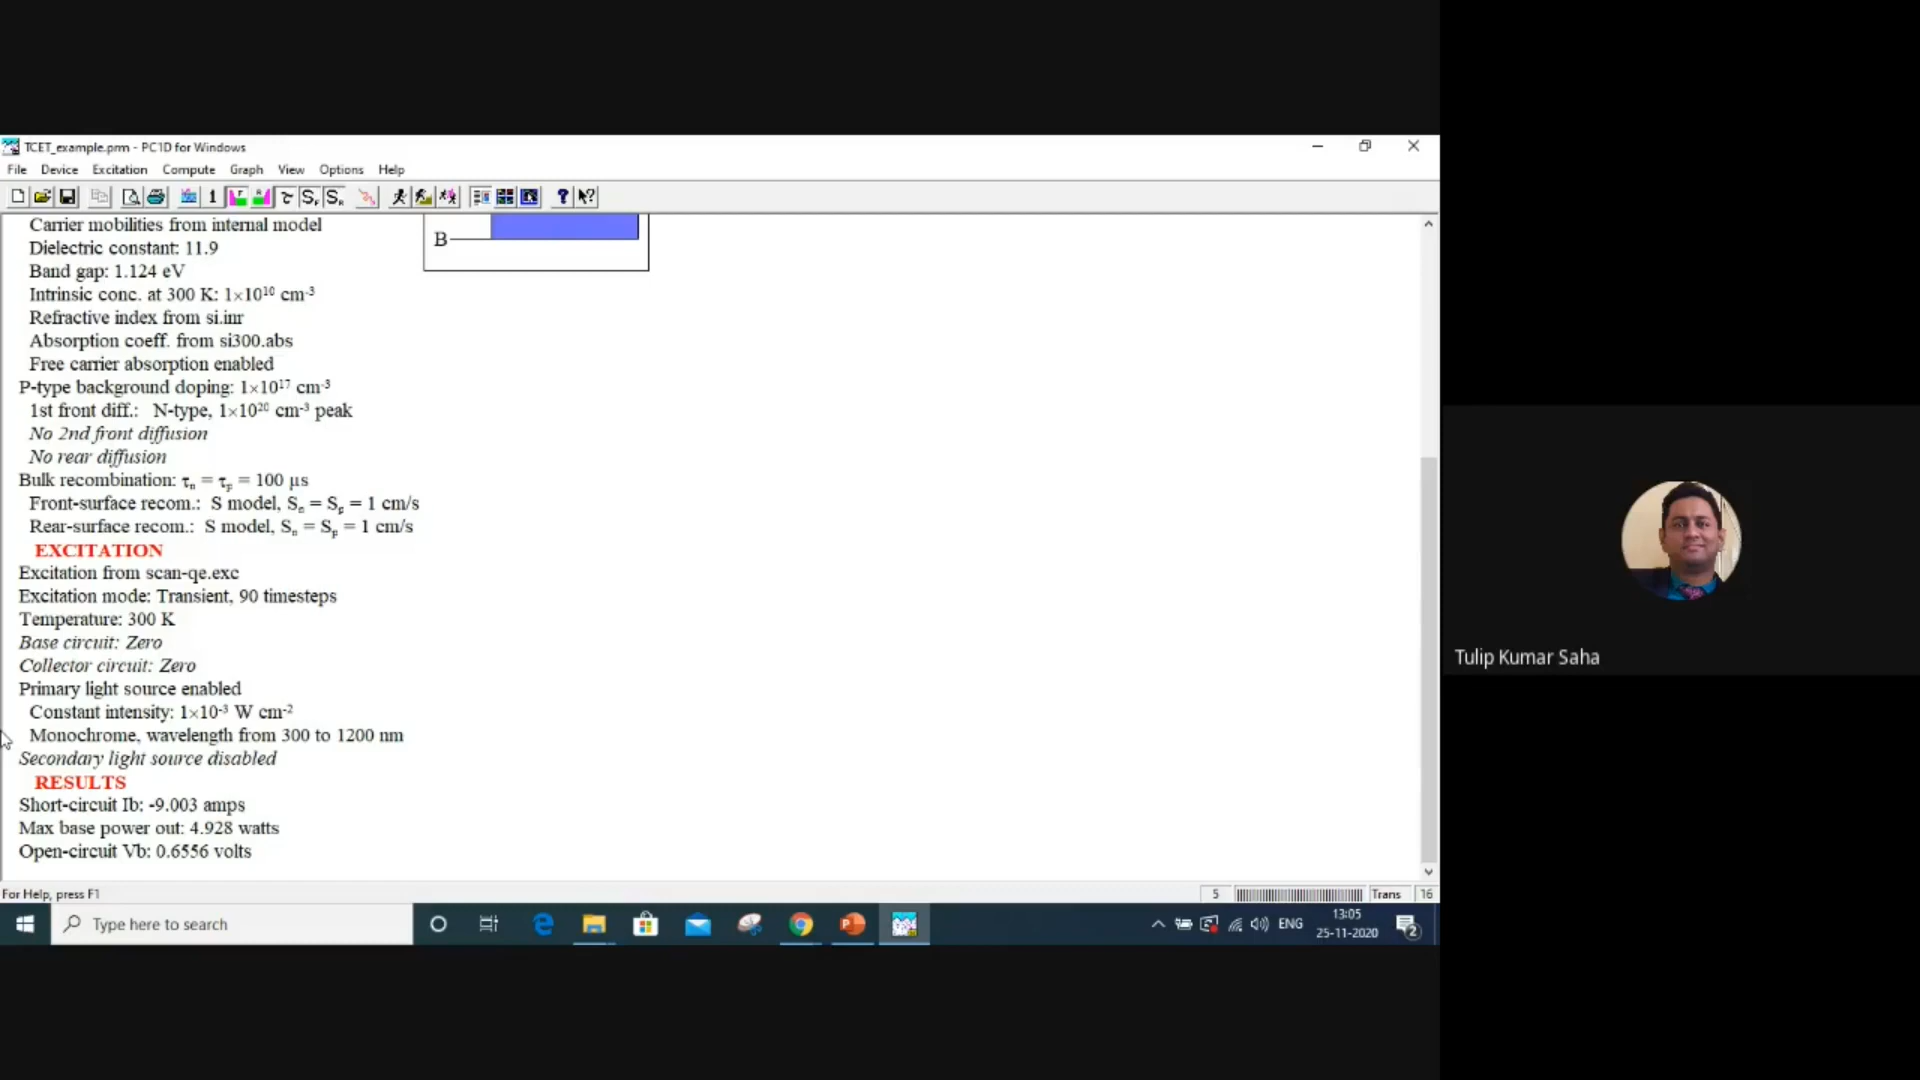 TCET_example.prm - PC1D for Windows
File Device Excitation Compute Graph View Options Help
Carrier mobilities from internal model
B
Dielectric constant: 11.9
Band gap: 1.124 eV
Intrinsic conc. at 300 K: 1×10¹⁰ cm⁻³
Refractive index from si.inr
Absorption coeff. from si300.abs
Free carrier absorption enabled
P-type background doping: 1×10¹⁷ cm⁻³
1st front diff.: N-type, 1×10²⁰ cm⁻³ peak
No 2nd front diffusion
No rear diffusion
Bulk recombination: τₙ = τₚ = 100 µs
Front-surface recom.: S model, Sₙ = Sₚ = 1 cm/s
Rear-surface recom.: S model, Sₙ = Sₚ = 1 cm/s
EXCITATION
Excitation from scan-qe.exc
Excitation mode: Transient, 90 timesteps
Temperature: 300 K
Base circuit: Zero
Collector circuit: Zero
Primary light source enabled
Constant intensity: 1×10⁻³ W cm⁻²
Monochrome, wavelength from 300 to 1200 nm
Secondary light source disabled
RESULTS
Short-circuit Ib: -9.003 amps
Max base power out: 4.928 watts
Open-circuit Vb: 0.6556 volts
For Help, press F1
5 Trans 16
Type here to search
ENG
13:05
25-11-2020
2
Tulip Kumar Saha